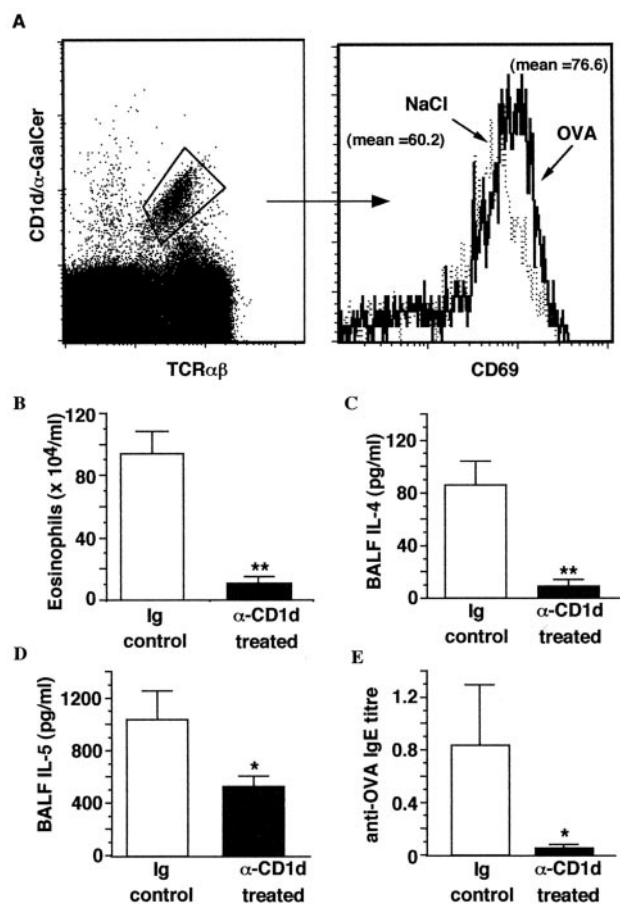 A
CD1d/α-GalCer
TCRαβ
(mean =76.6)
NaCl
(mean =60.2)
OVA
CD69
B
Eosinophils (x 10⁴/ml)
120
80
40
0
**
Ig
control
α-CD1d
treated
C
BALF IL-4 (pg/ml)
120
80
40
0
**
Ig
control
α-CD1d
treated
D
BALF IL-5 (pg/ml)
1200
800
400
0
*
Ig
control
α-CD1d
treated
E
anti-OVA IgE titre
1.2
0.8
0.4
0
*
Ig
control
α-CD1d
treated